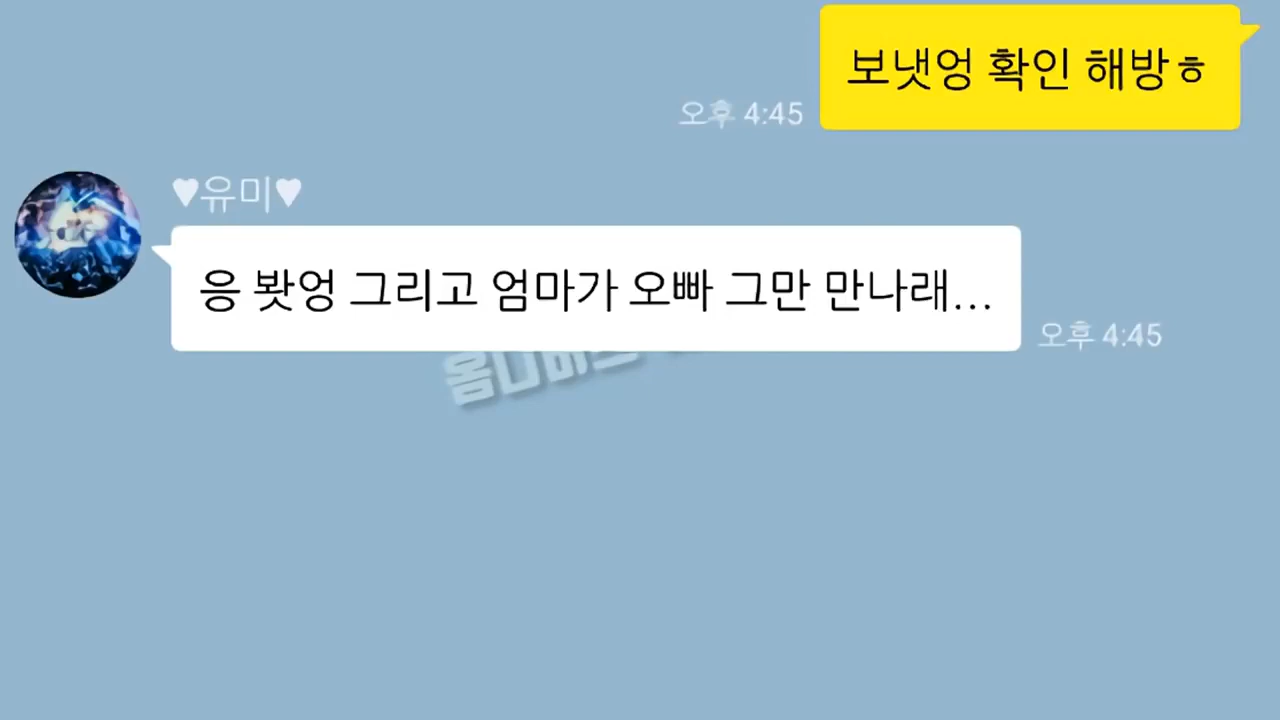 보냇엉 확인 해방ㅎ
오후 4:45
♥유미♥
응 봣엉 그리고 엄마가 오빠 그만 만나래...
오후 4:45